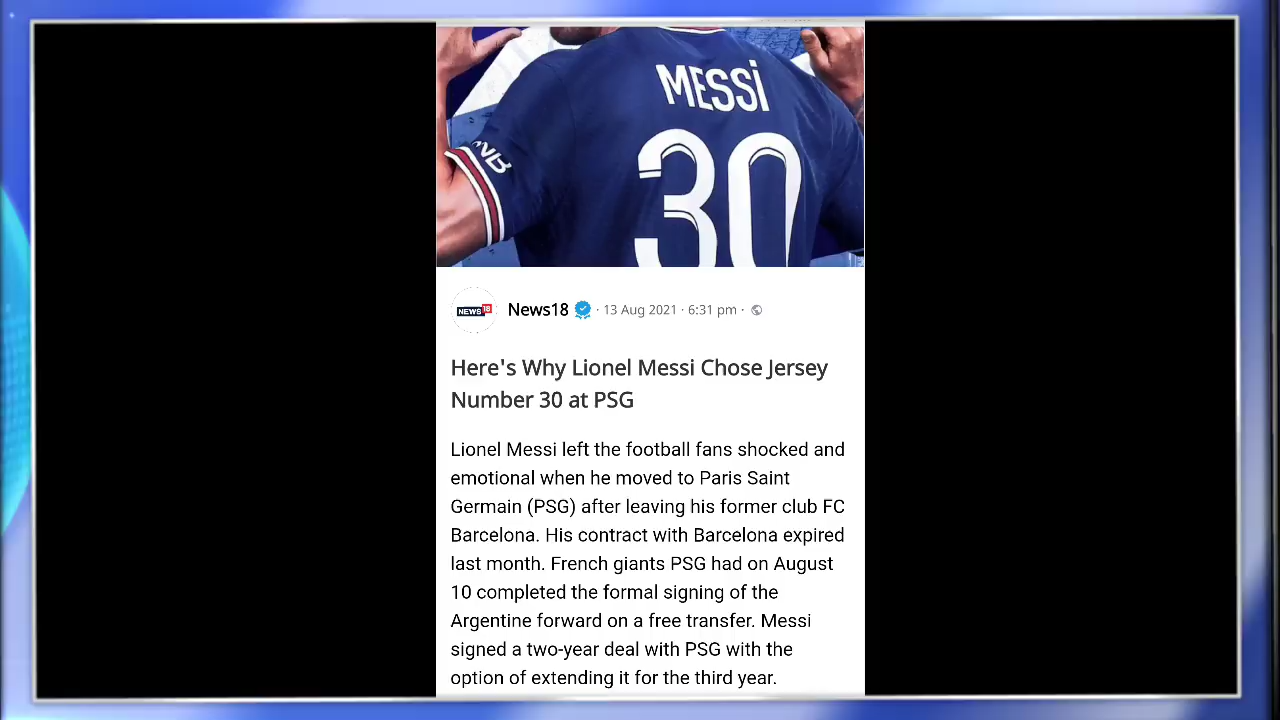 MESSi
30
NEWS 18
News18 · 13 Aug 2021 · 6:31 pm ·
Here's Why Lionel Messi Chose Jersey
Number 30 at PSG
Lionel Messi left the football fans shocked and
emotional when he moved to Paris Saint
Germain (PSG) after leaving his former club FC
Barcelona. His contract with Barcelona expired
last month. French giants PSG had on August
10 completed the formal signing of the
Argentine forward on a free transfer. Messi
signed a two-year deal with PSG with the
option of extending it for the third year.